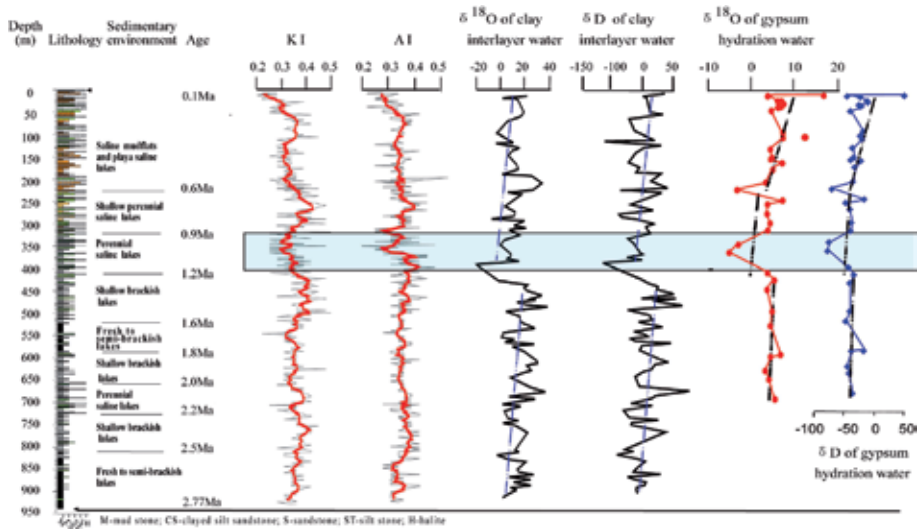 Depth (m)
Lithology
Sedimentary environment
Age
K I
A I
δ 18O of clay interlayer water
δ D of clay interlayer water
δ 18O of gypsum hydration water
0.2 0.3 0.4 0.5
0.2 0.3 0.4 0.5
-20 0 20 40
-100 -50 0 50
-10 0 10 20
-150
0
50
100
150
200
250
300
350
400
450
500
550
600
650
700
750
800
850
900
950
0.1Ma
0.6Ma
0.9Ma
1.2Ma
1.6Ma
1.8Ma
2.0Ma
2.2Ma
2.5Ma
2.77Ma
Saline mudflats and playa saline lakes
Shallow perennial saline lakes
Perennial saline lakes
Shallow brackish lakes
Fresh to semi-brackish lakes
Shallow brackish lakes
Perennial saline lakes
Shallow brackish lakes
Fresh to semi-brackish lakes
-100 -50 0 500
δ D of gypsum hydration water
M-mud stone; CS-clayed silt sandstone; S-sandstone; ST-silt stone; H-halite